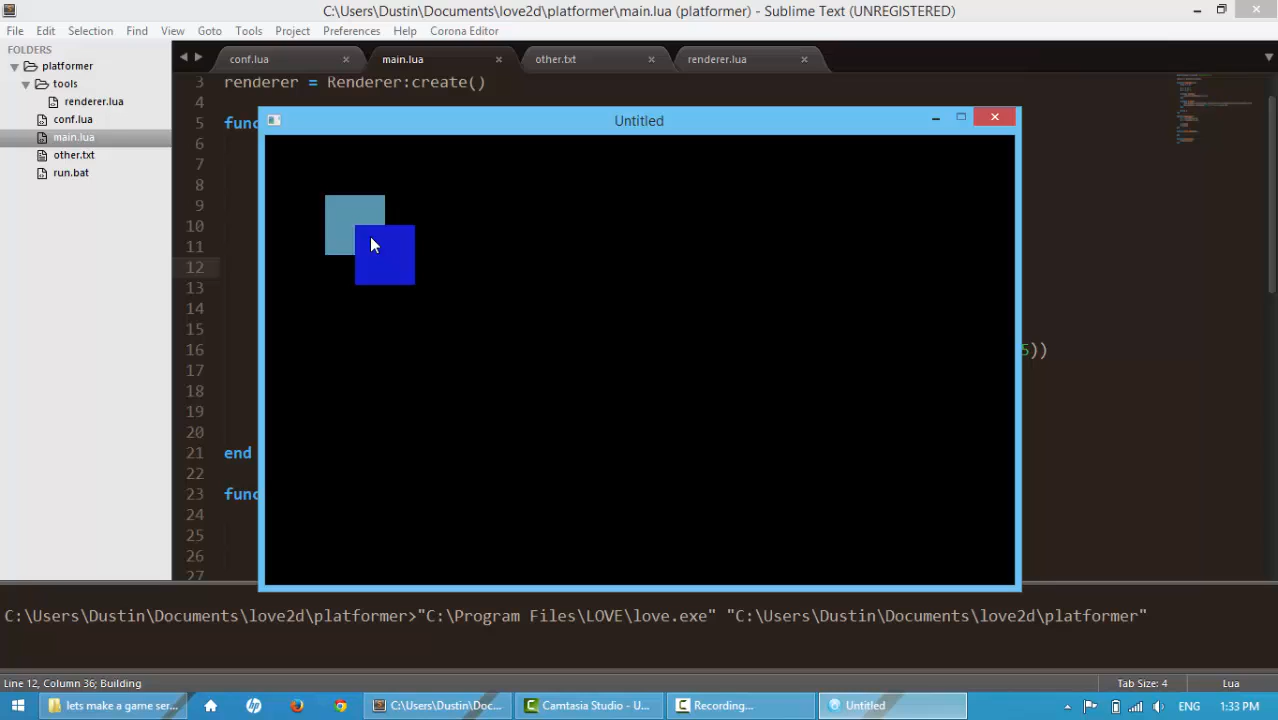 C:\Users\Dustin\Documents\love2d\platformer\main.lua (platformer) - Sublime Text (UNREGISTERED)
File Edit Selection Find View Goto Tools Project Preferences Help Corona Editor
FOLDERS
platformer
tools
renderer.lua
conf.lua
main.lua
other.txt
run.bat
conf.lua main.lua other.txt renderer.lua
3 renderer = Renderer:create()
4
5 func
6
7
8
9
10
11
12
13
14
15
16 5))
17
18
19
20
21 end
22
23 func
24
25
26
27
Untitled
C:\Users\Dustin\Documents\love2d\platformer>"C:\Program Files\LOVE\love.exe" "C:\Users\Dustin\Documents\love2d\platformer"
Line 12, Column 36; Building Tab Size: 4 Lua
lets make a game ser... C:\Users\Dustin\Doc... Camtasia Studio - U... Recording... Untitled ENG 1:33 PM